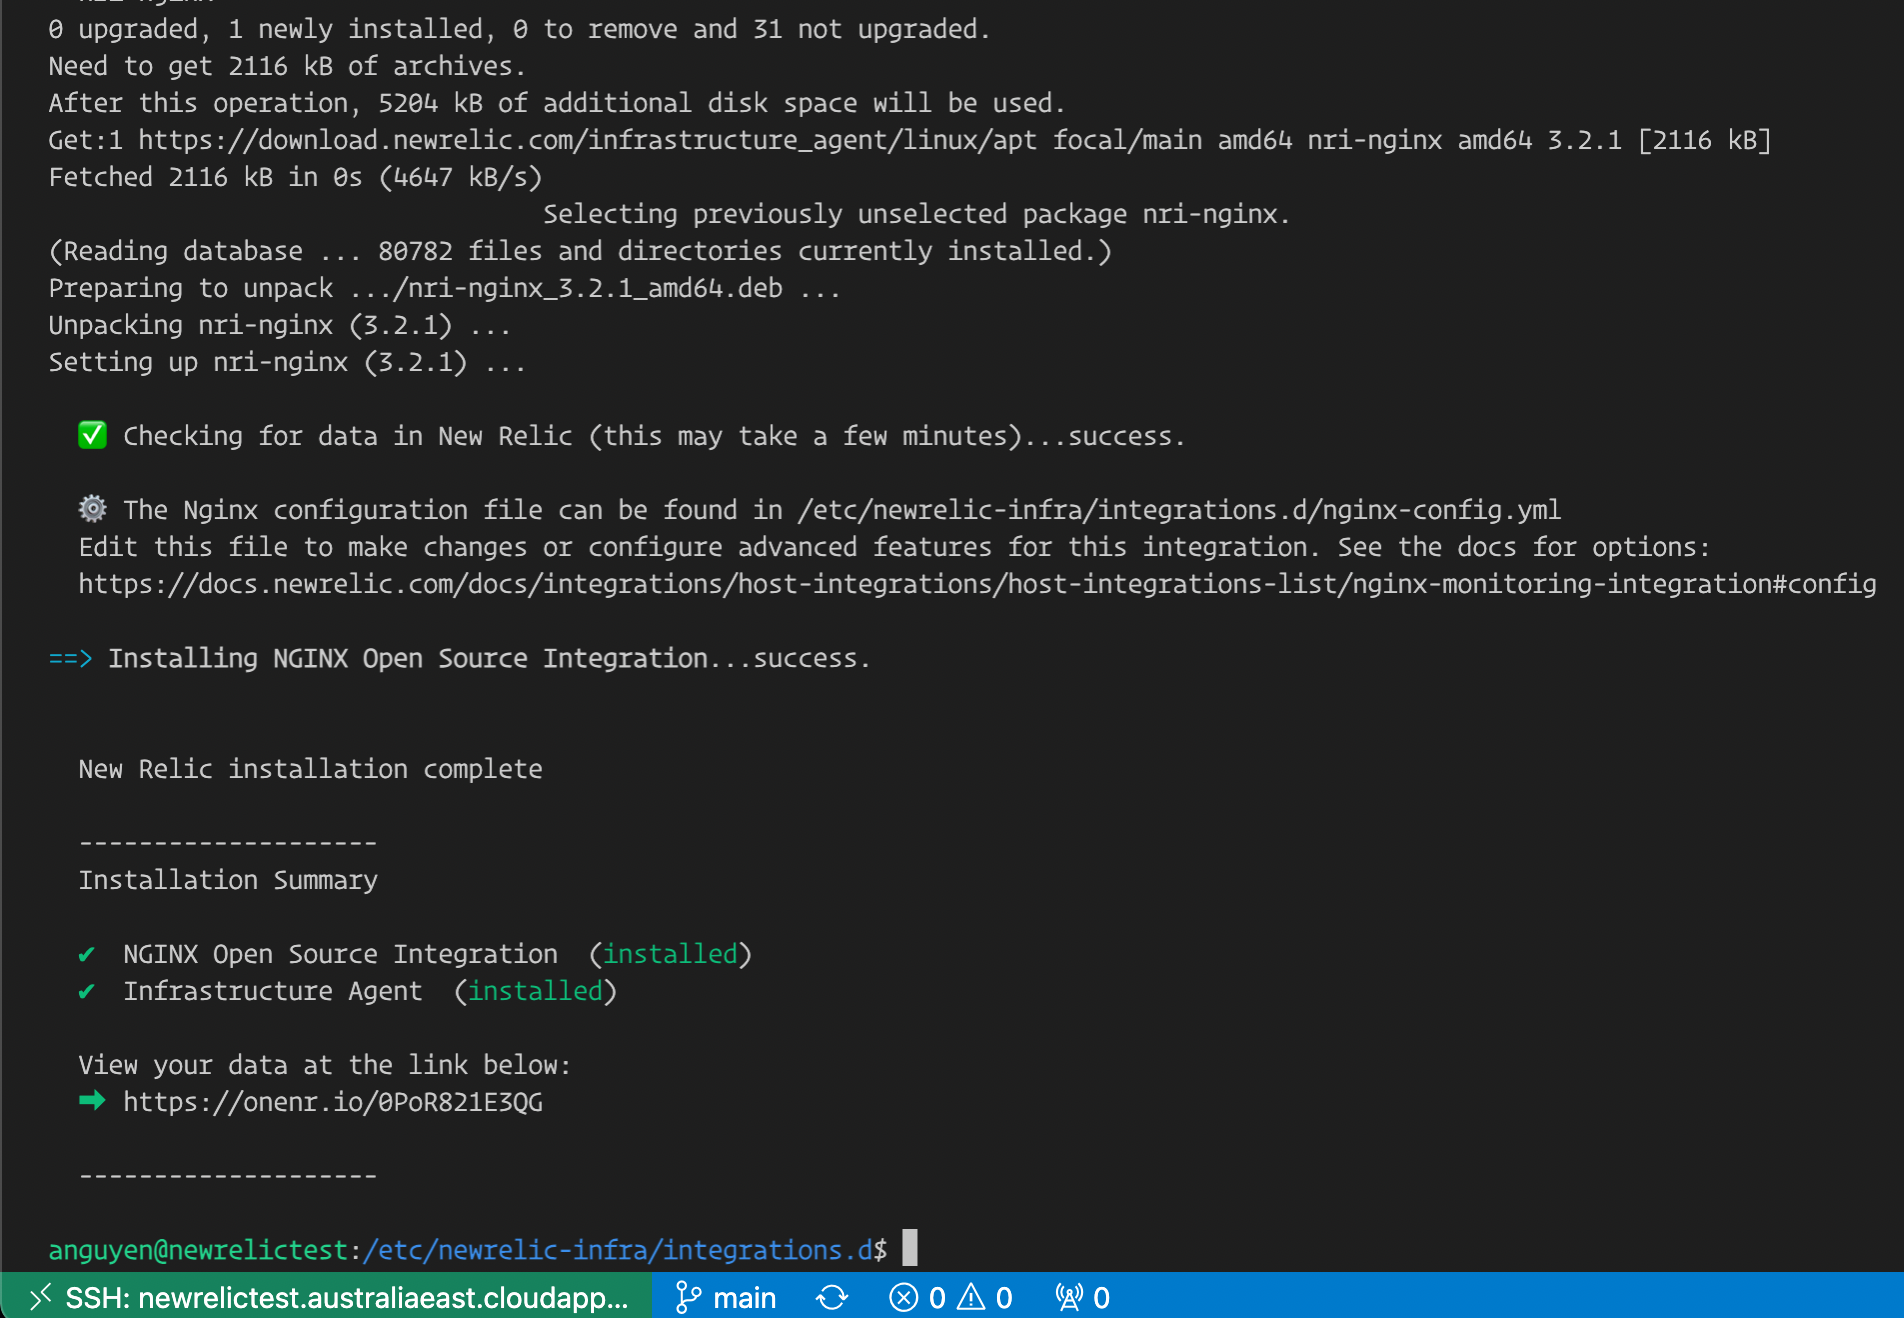 0 upgraded, 1 newly installed, 0 to remove and 31 not upgraded.
Need to get 2116 kB of archives.
After this operation, 5204 kB of additional disk space will be used.
Get:1 https://download.newrelic.com/infrastructure_agent/linux/apt focal/main amd64 nri-nginx amd64 3.2.1 [2116 kB]
Fetched 2116 kB in 0s (4647 kB/s)
Selecting previously unselected package nri-nginx.
(Reading database ... 80782 files and directories currently installed.)
Preparing to unpack .../nri-nginx_3.2.1_amd64.deb ...
Unpacking nri-nginx (3.2.1) ...
Setting up nri-nginx (3.2.1) ...
✅ Checking for data in New Relic (this may take a few minutes)...success.
⚙️ The Nginx configuration file can be found in /etc/newrelic-infra/integrations.d/nginx-config.yml
Edit this file to make changes or configure advanced features for this integration. See the docs for options:
https://docs.newrelic.com/docs/integrations/host-integrations/host-integrations-list/nginx-monitoring-integration#config
==> Installing NGINX Open Source Integration...success.
New Relic installation complete
--------------------
Installation Summary
✔ NGINX Open Source Integration (installed)
✔ Infrastructure Agent (installed)
View your data at the link below:
➡ https://onenr.io/0PoR821E3QG
--------------------
anguyen@newrelictest:/etc/newrelic-infra/integrations.d$
SSH: newrelictest.australiaeast.cloudapp... main 0 0 0